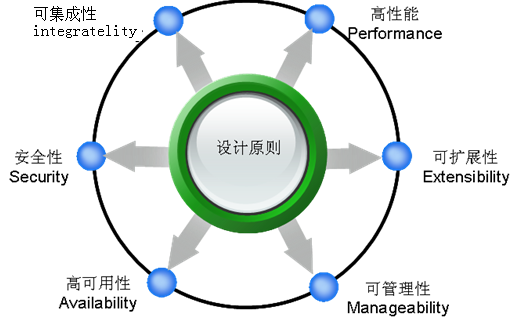 可集成性
integratelity
高性能
Performance
安全性
Security
设计原则
可扩展性
Extensibility
高可用性
Availability
可管理性
Manageability